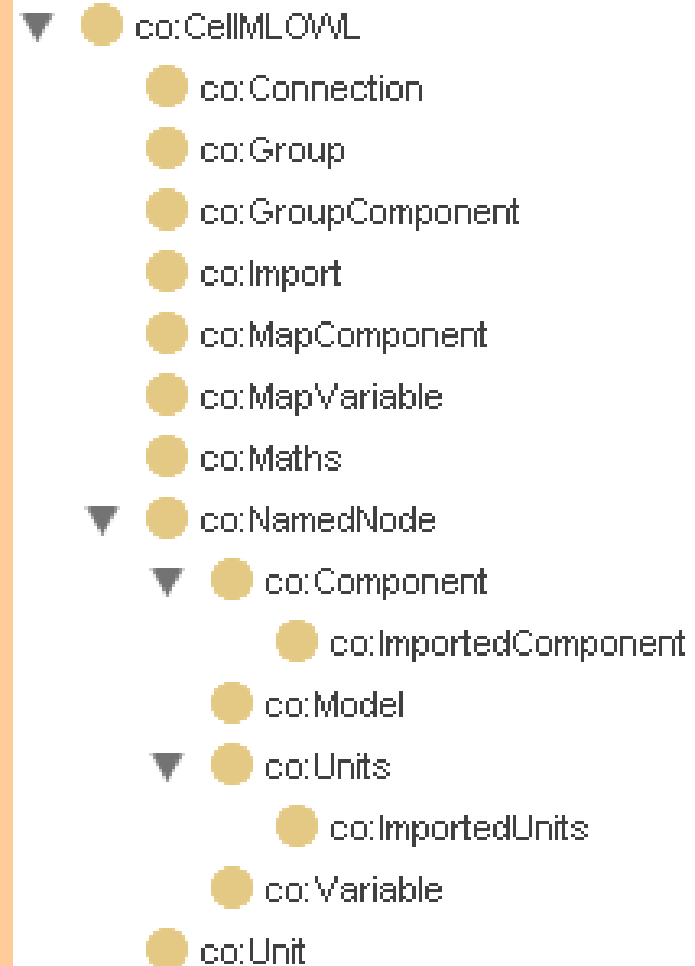 co:CellMLOWL
co:Connection
co:Group
co:GroupComponent
co:Import
co:MapComponent
co:MapVariable
co:Maths
co:NamedNode
co:Component
co:ImportedComponent
co:Model
co:Units
co:ImportedUnits
co:Variable
co:Unit